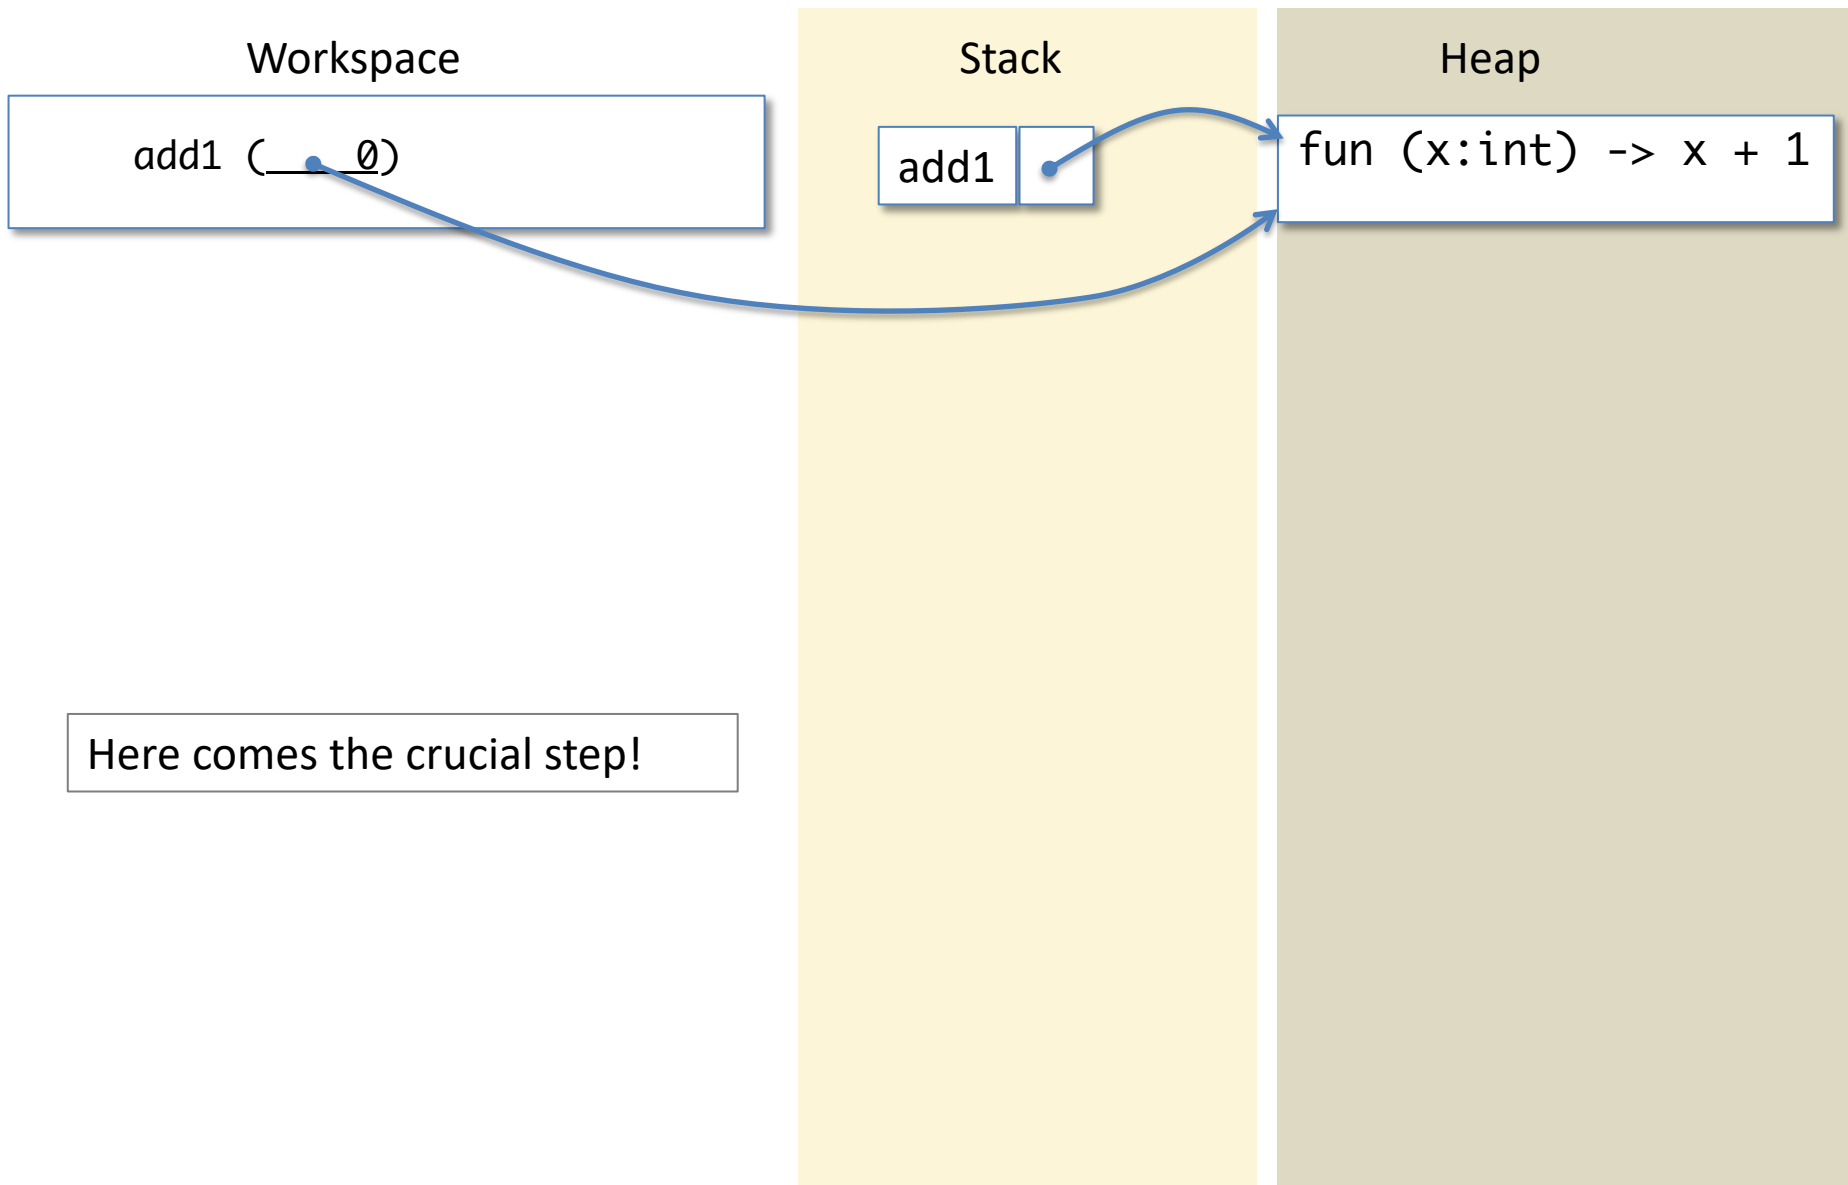 Workspace
Stack
Heap
add1 (    0)
add1
fun (x:int) -> x + 1
Here comes the crucial step!